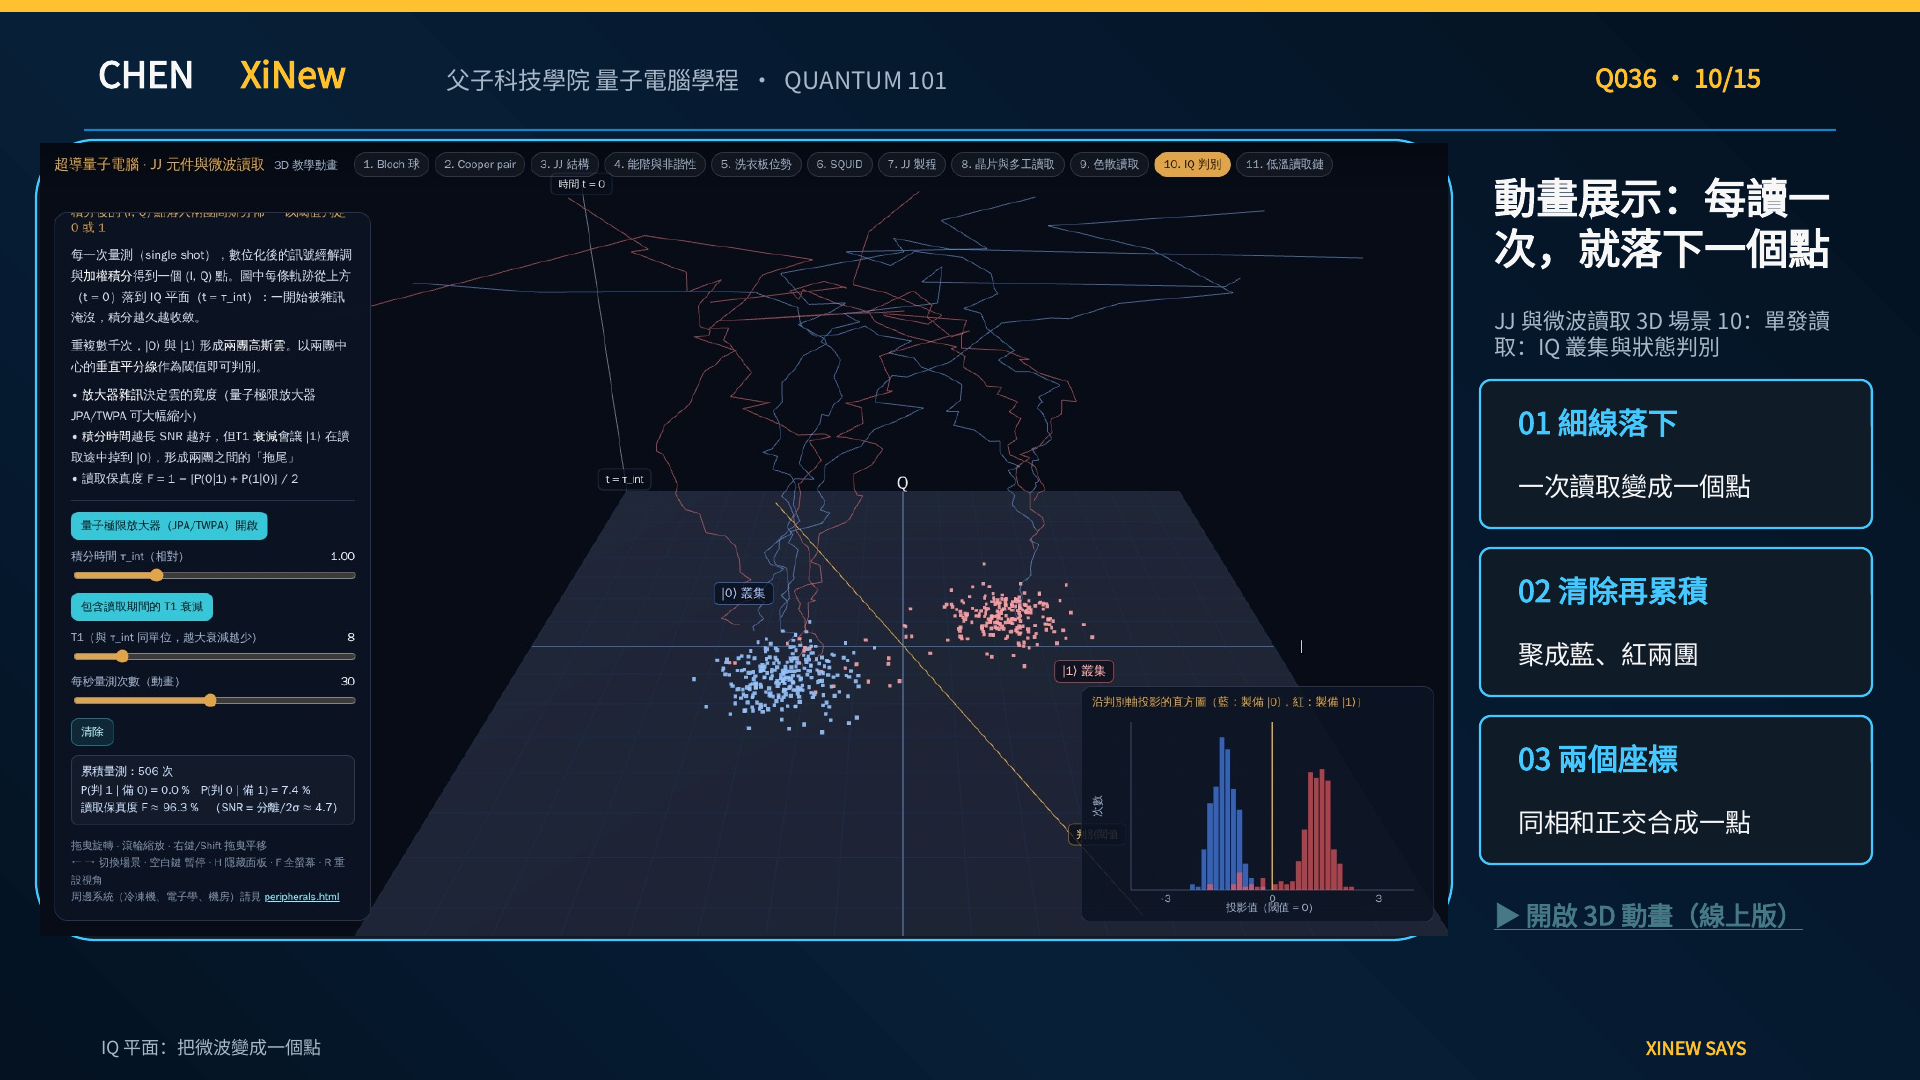 CHEN XiNew 父子科技學院 量子電腦學程 • QUANTUM 101 Q036 • 10/15
超導量子電腦 · JJ 元件與微波讀取 3D 教學動畫 1. Bloch 球 2. Cooper pair 3. JJ 結構 4. 能階與非諧性 5. 洗衣板位勢 6. SQUID 7. JJ 製程 8. 晶片與多工讀取 9. 色散讀取 10. IQ 判別 11. 低溫讀取鏈
時間 t = 0
0 或 1
每一次量測（single shot），數位化後的訊號經解調
與加權積分得到一個 (I, Q) 點。圖中每條軌跡從上方
（t = 0）落到 IQ 平面（t = τ_int）：一開始被雜訊
淹沒，積分越久越收斂。
重複數千次，|0⟩ 與 |1⟩ 形成兩團高斯雲。以兩團中
心的垂直平分線作為閾值即可判別。
• 放大器雜訊決定雲的寬度（量子極限放大器
JPA/TWPA 可大幅縮小）
• 積分時間越長 SNR 越好，但T1 衰減會讓 |1⟩ 在讀
取途中掉到 |0⟩，形成兩團之間的「拖尾」
• 讀取保真度 F = 1 − [P(0|1) + P(1|0)] / 2
量子極限放大器（JPA/TWPA）開啟
積分時間 τ_int（相對） 1.00
包含讀取期間的 T1 衰減
T1（與 τ_int 同單位，越大衰減越少） 8
每秒量測次數（動畫） 30
清除
累積量測：506 次
P(判 1 | 備 0) = 0.0 % P(判 0 | 備 1) = 7.4 %
讀取保真度 F ≈ 96.3 % （SNR = 分離/2σ ≈ 4.7）
拖曳旋轉 · 滾輪縮放 · 右鍵/Shift 拖曳平移
←→ 切換場景 · 空白鍵 暫停 · H 隱藏面板 · F 全螢幕 · R 重
設視角
周邊系統（冷凍機、電子學、機房）請見 peripherals.html
t = τ_int
Q
I
|0⟩ 叢集
|1⟩ 叢集
沿判別軸投影的直方圖（藍：製備 |0⟩，紅：製備 |1⟩）
次數
-3 0 3
投影值（閾值 = 0）
動畫展示：每讀一
次，就落下一個點
JJ 與微波讀取 3D 場景 10：單發讀
取：IQ 叢集與狀態判別
01 細線落下
一次讀取變成一個點
02 清除再累積
聚成藍、紅兩團
03 兩個座標
同相和正交合成一點
▶ 開啟 3D 動畫（線上版）
IQ 平面：把微波變成一個點
XINEW SAYS